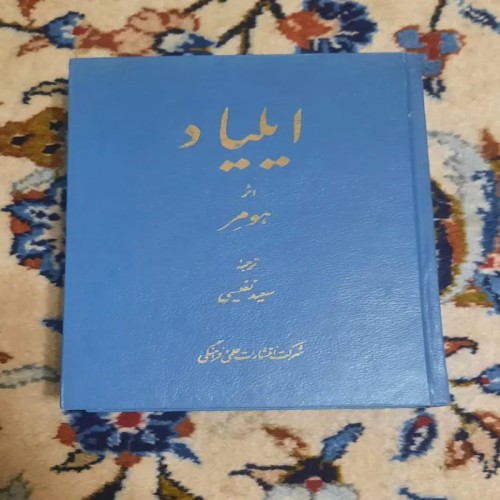 ایلیاد
اثر
هومر
ترجمهٔ
سعید نفیسی
شرکت انتشارات علمی و فرهنگی